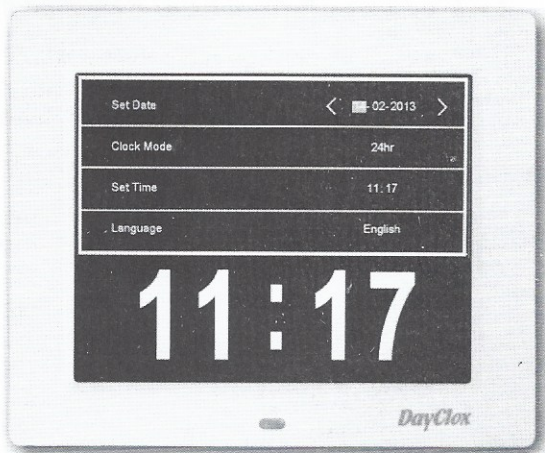 Set Date < - 02-2013 >
Clock Mode 24hr
Set Time 11:17
Language English
11:17
DayClox